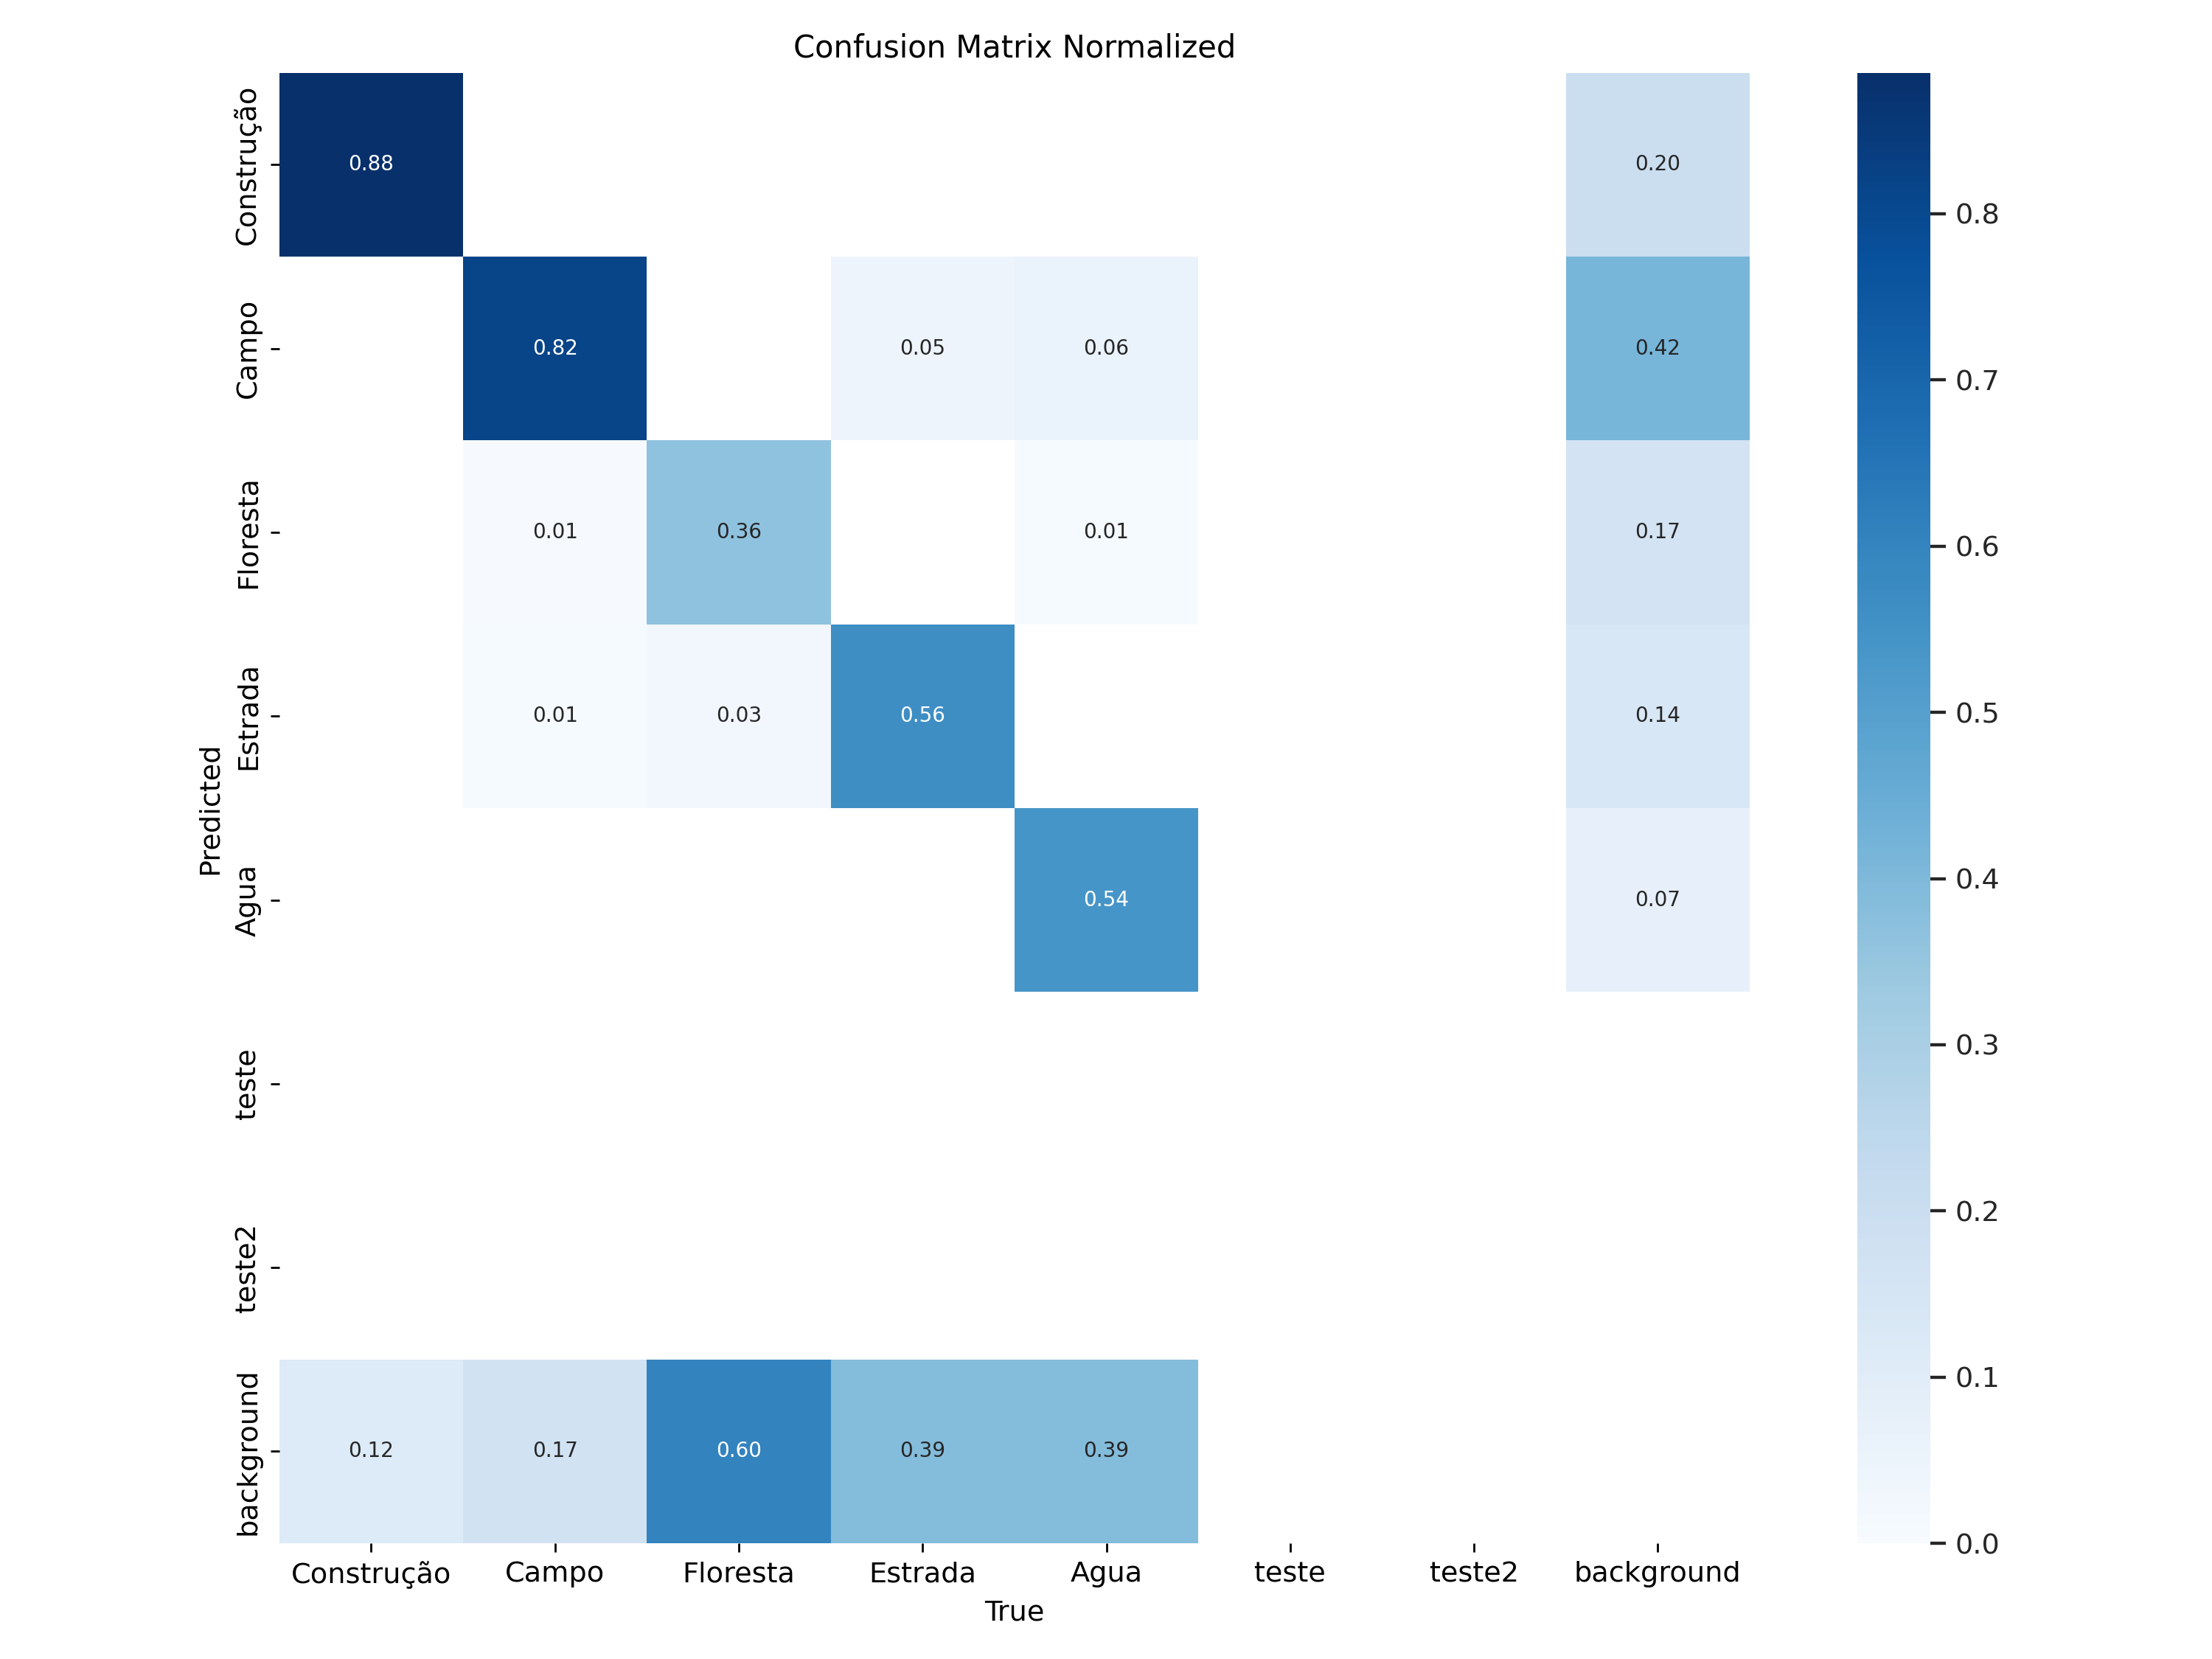 Confusion Matrix Normalized
Construção
0.88
0.20
Campo
0.82
0.05
0.06
0.42
Floresta
0.01
0.36
0.01
0.17
Estrada
0.01
0.03
0.56
0.14
Agua
0.54
0.07
teste
teste2
background
0.12
0.17
0.60
0.39
0.39
Predicted
Construção
Campo
Floresta
Estrada
Agua
teste
teste2
background
True
0.8
0.7
0.6
0.5
0.4
0.3
0.2
0.1
0.0